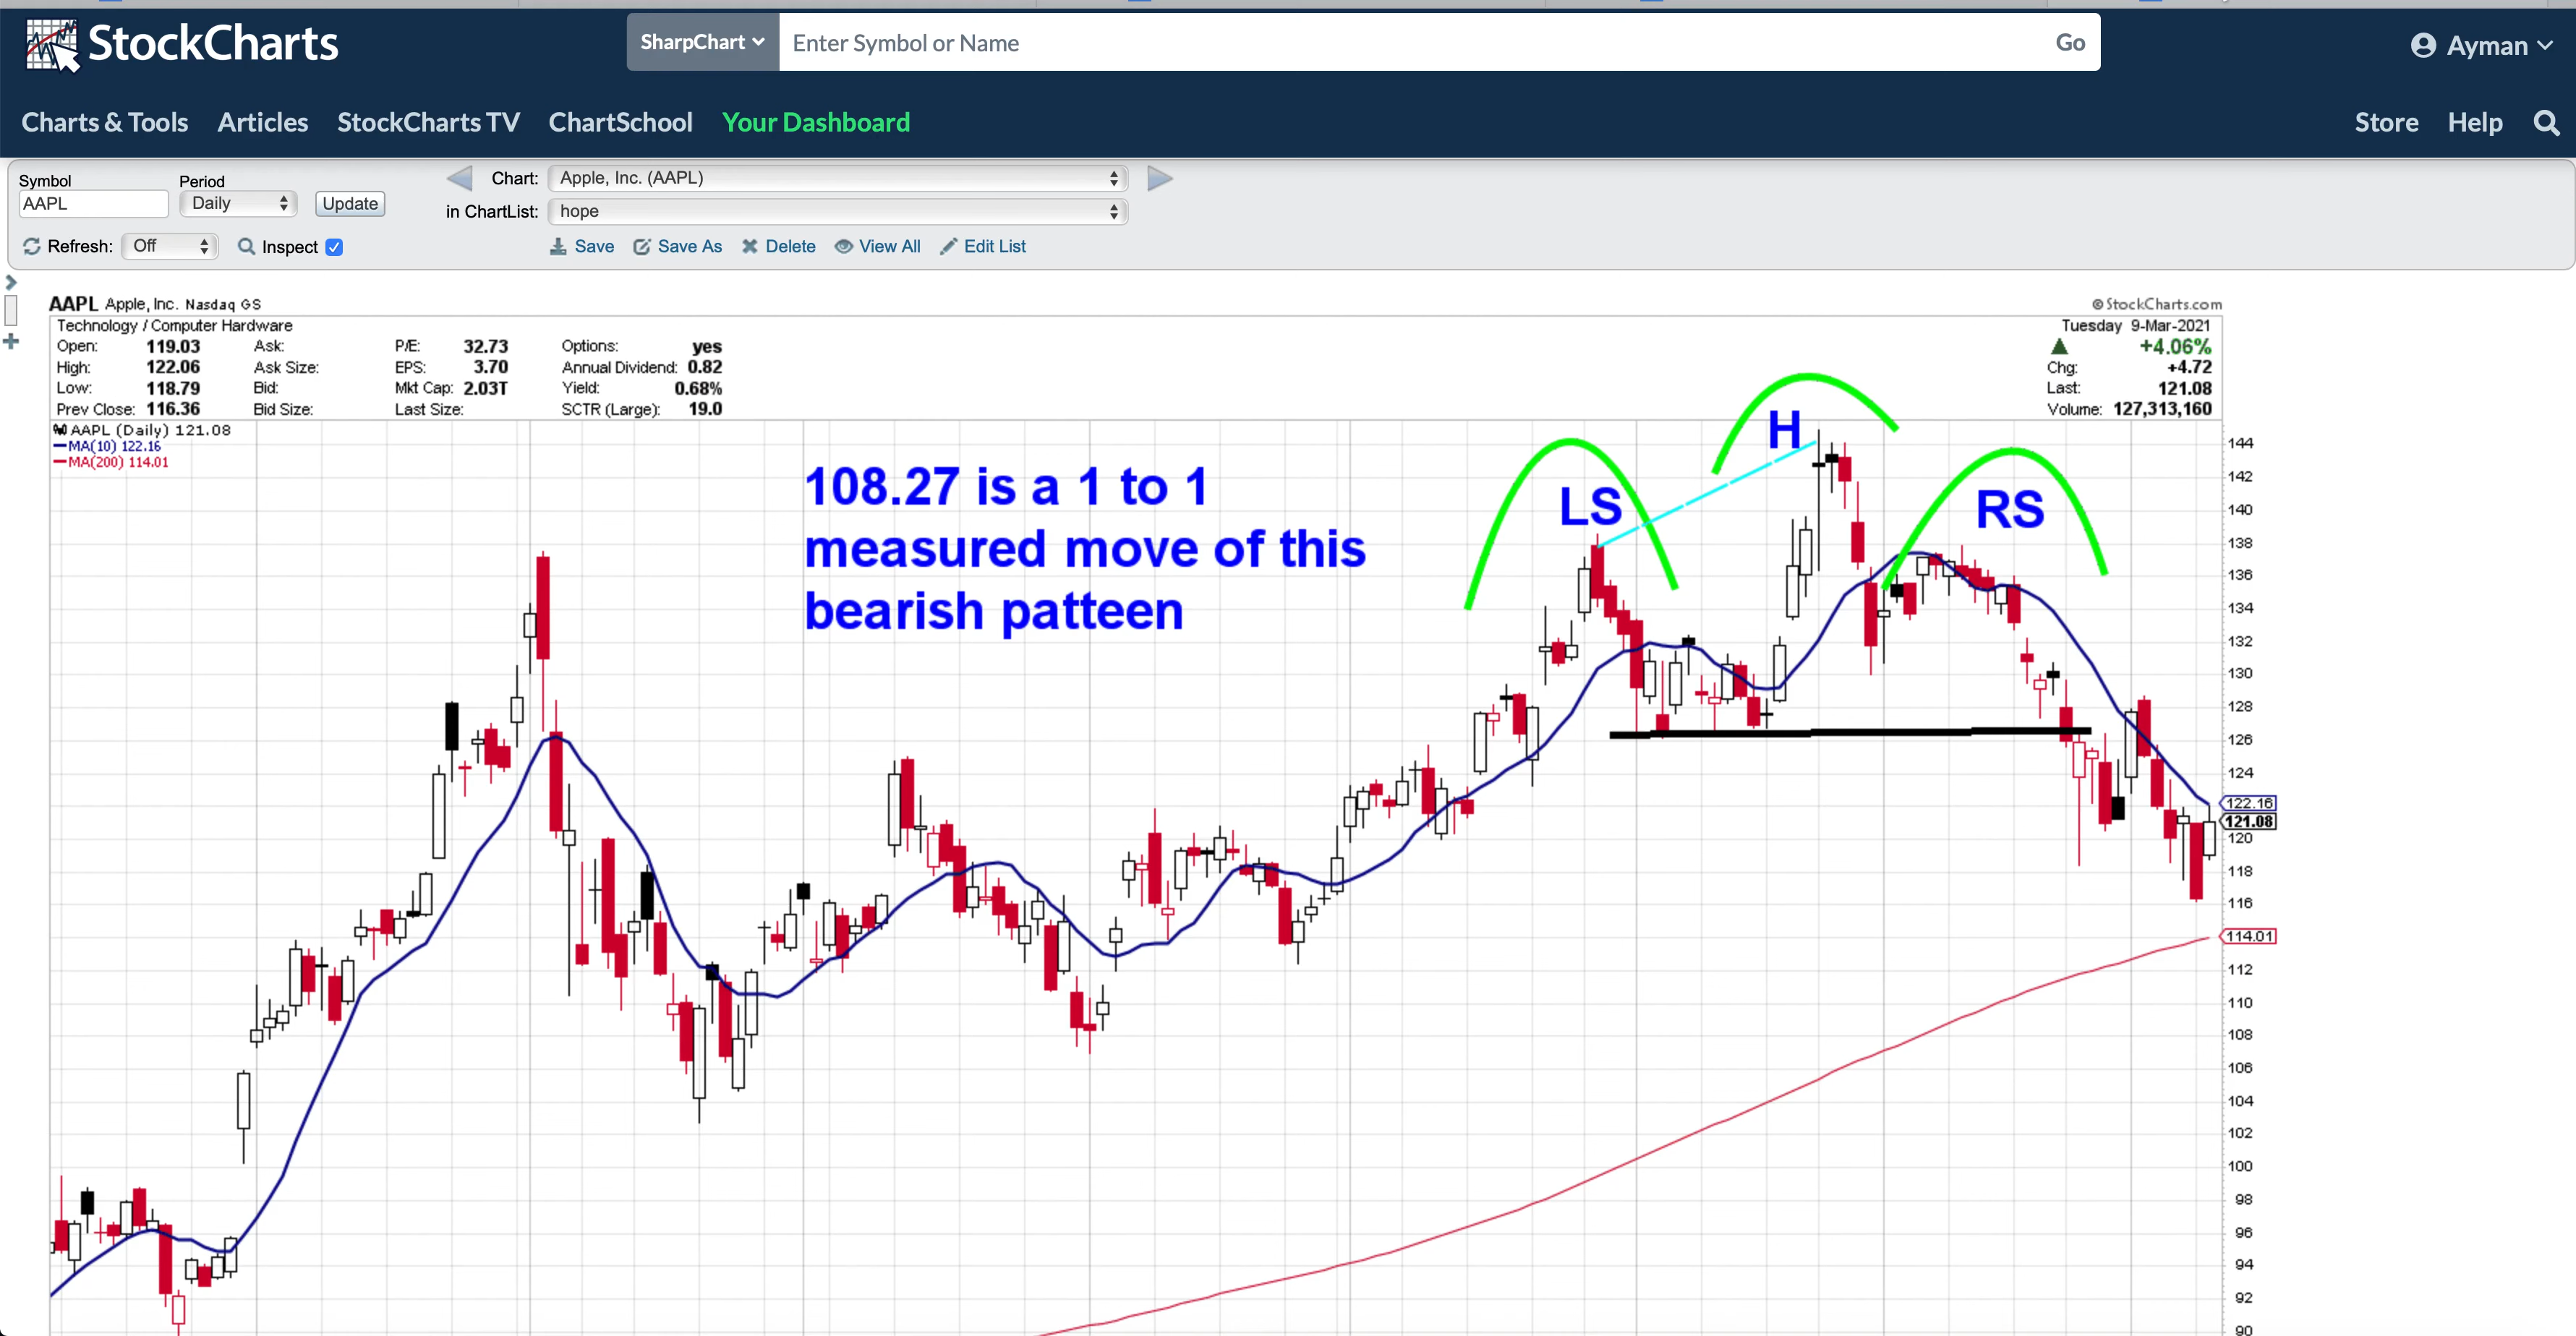 StockCharts
SharpChart Enter Symbol or Name Go
Ayman
Charts & Tools Articles StockCharts TV ChartSchool Your Dashboard
Store Help
Symbol Period
AAPL Daily Update
Chart: Apple, Inc. (AAPL)
in ChartList: hope
Refresh: Off Inspect
Save Save As Delete View All Edit List
AAPL Apple, Inc. Nasdaq GS
© StockCharts.com
Technology / Computer Hardware
Tuesday 9-Mar-2021
Open: 119.03 Ask: P/E: 32.73 Options: yes
+4.06%
High: 122.06 Ask Size: EPS: 3.70 Annual Dividend: 0.82
Chg: +4.72
Low: 118.79 Bid: Mkt Cap: 2.03T Yield: 0.68%
Last: 121.08
Prev Close: 116.36 Bid Size: Last Size: SCTR (Large): 19.0
Volume: 127,313,160
AAPL (Daily) 121.08
MA(10) 122.16
MA(200) 114.01
108.27 is a 1 to 1
measured move of this
bearish patteen
LS
H
RS
144
142
140
138
136
134
132
130
128
126
124
122.16
121.08
120
118
116
114.01
112
110
108
106
104
102
100
98
96
94
92
90